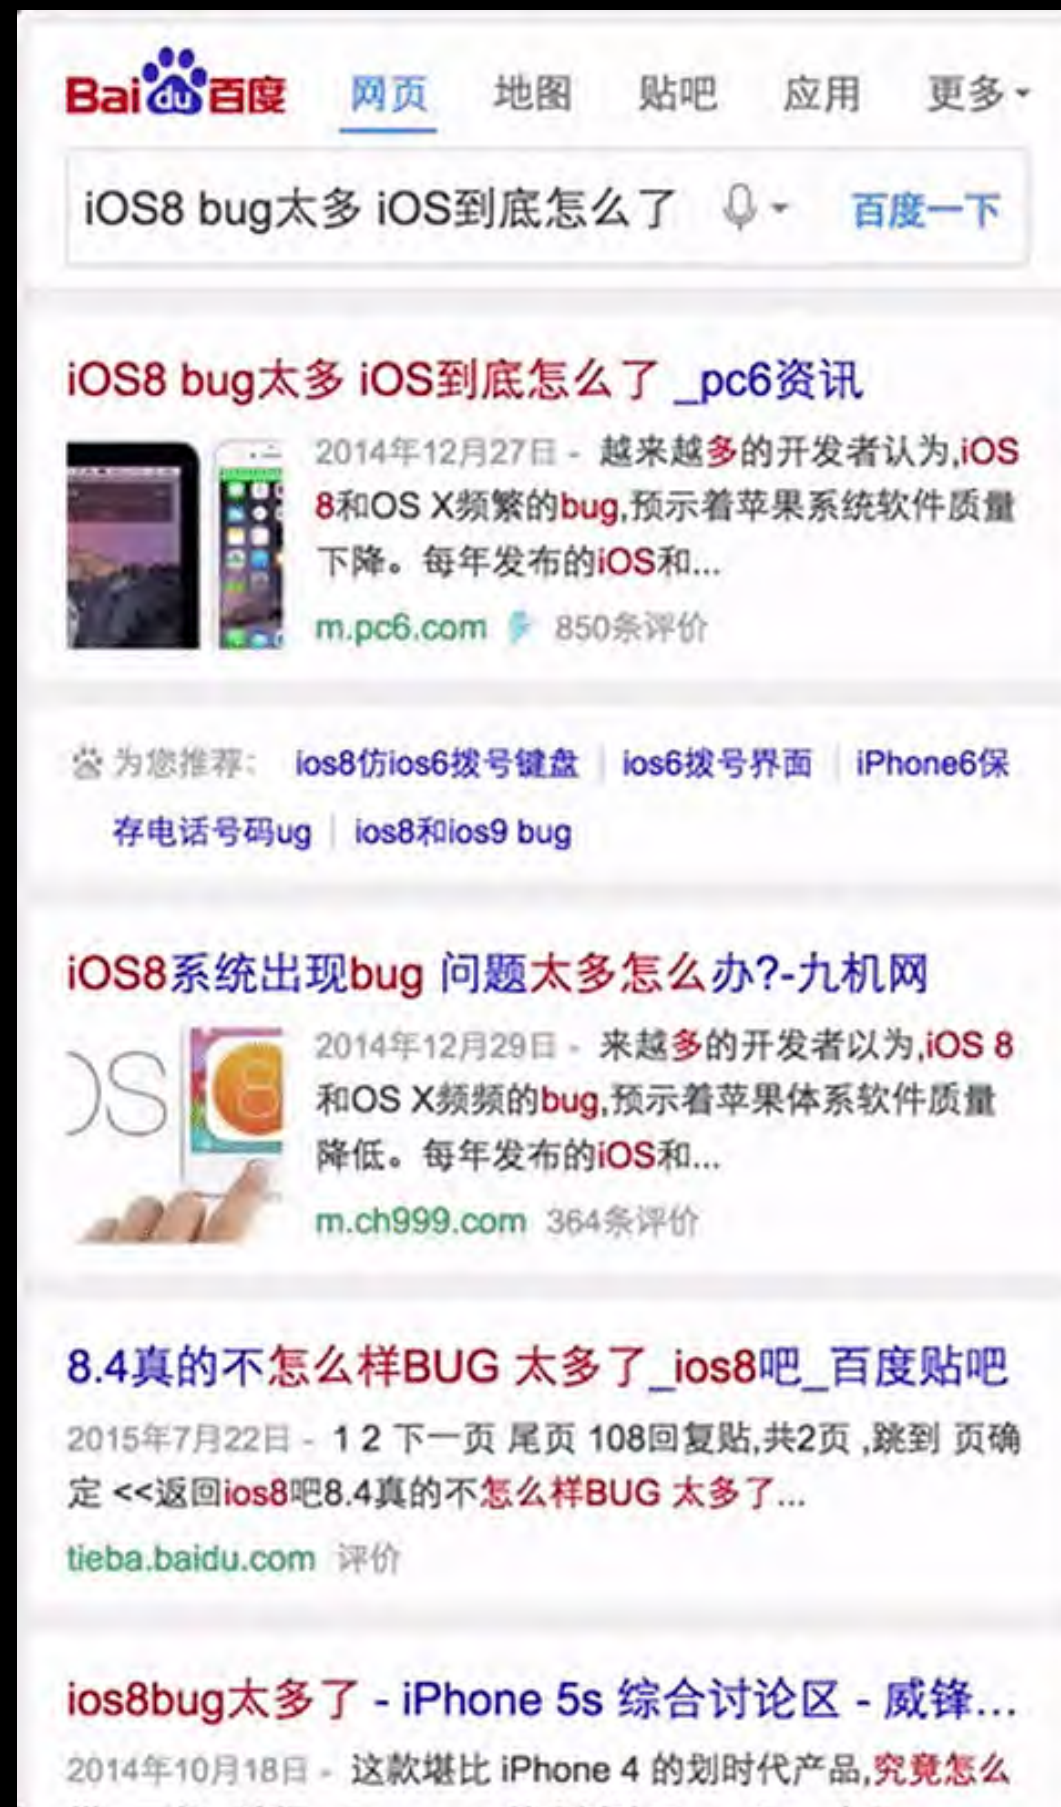 Bai du 百度 网页 地图 贴吧 应用 更多
iOS8 bug太多 iOS到底怎么了 百度一下
iOS8 bug太多 iOS到底怎么了 _pc6资讯
2014年12月27日 - 越来越多的开发者认为,iOS
8和OS X频繁的bug,预示着苹果系统软件质量
下降。每年发布的iOS和...
m.pc6.com 850条评价
为您推荐: ios8仿ios6拨号键盘 | ios6拨号界面 | iPhone6保
存电话号码ug | ios8和ios9 bug
iOS8系统出现bug 问题太多怎么办?-九机网
OS 8
2014年12月29日 - 来越多的开发者以为,iOS 8
和OS X频频的bug,预示着苹果体系软件质量
降低。每年发布的iOS和...
m.ch999.com 364条评价
8.4真的不怎么样BUG 太多了_ios8吧_百度贴吧
2015年7月22日 - 1 2 下一页 尾页 108回复贴,共2页 ,跳到 页确
定 <<返回ios8吧8.4真的不怎么样BUG 太多了...
tieba.baidu.com 评价
ios8bug太多了 - iPhone 5s 综合讨论区 - 威锋...
2014年10月18日 - 这款堪比 iPhone 4 的划时代产品,究竟怎么